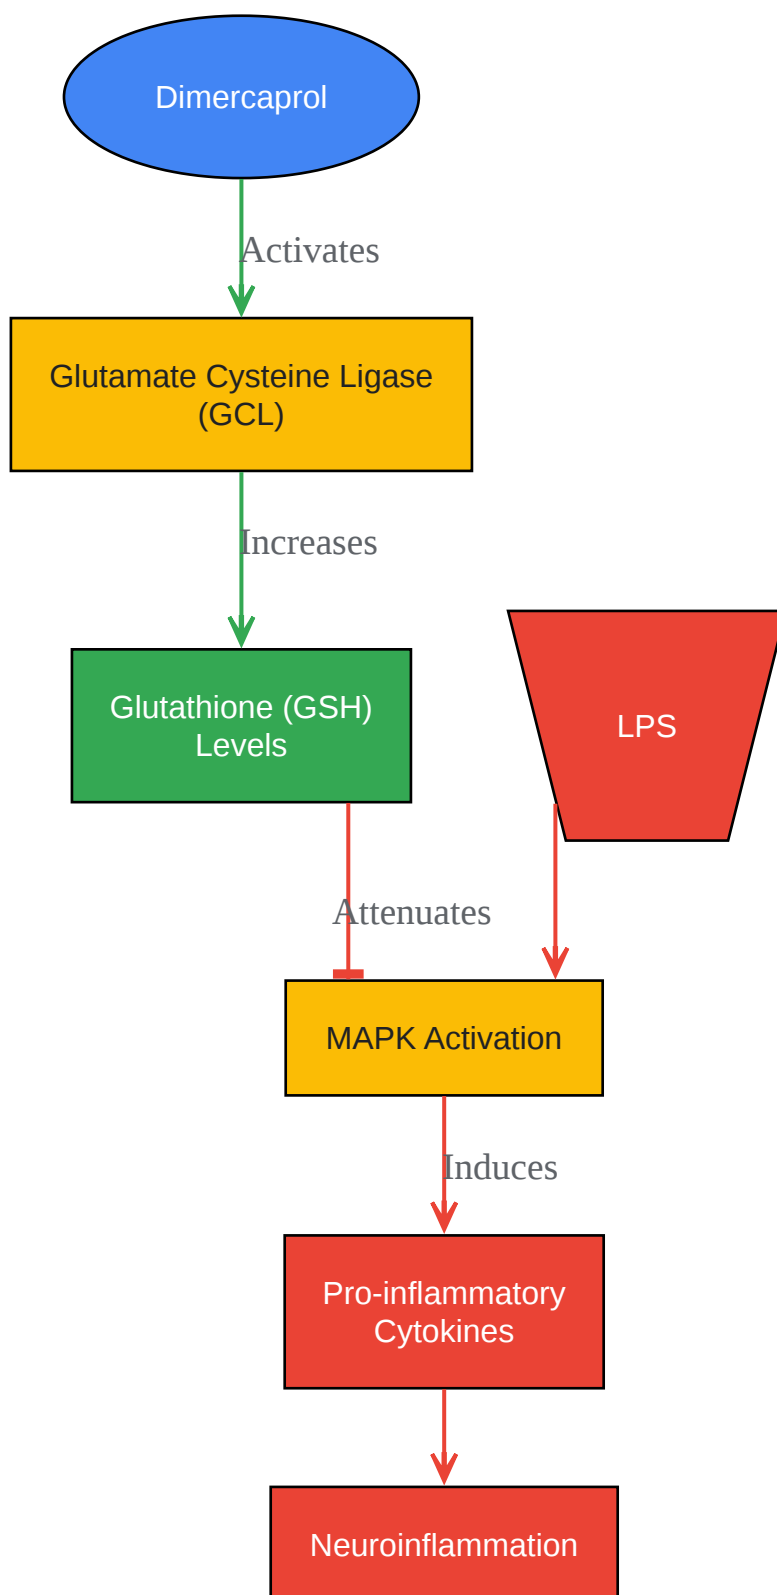 Dimercaprol
Activates
Glutamate Cysteine Ligase
(GCL)
Increases
Glutathione (GSH)
Levels
LPS
Attenuates
MAPK Activation
Induces
Pro-inflammatory
Cytokines
Neuroinflammation